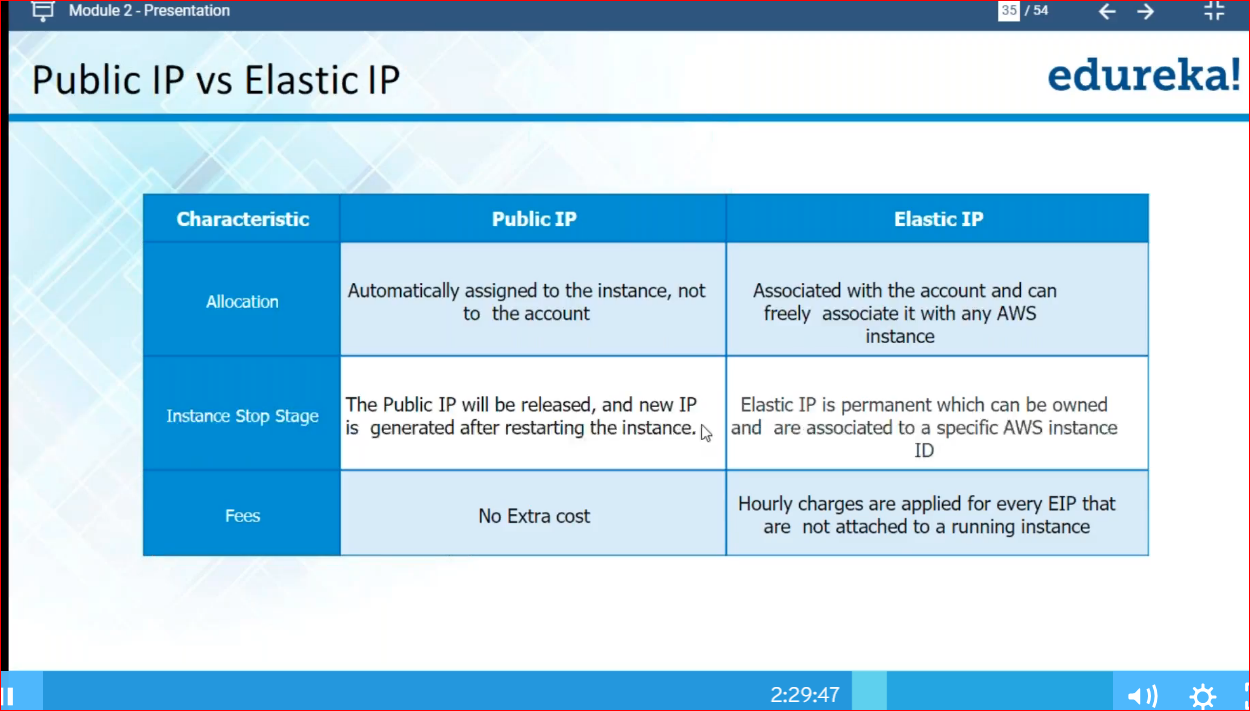 Module 2 - Presentation
35 / 54
Public IP vs Elastic IP
edureka!
Characteristic
Public IP
Elastic IP
Allocation
Automatically assigned to the instance, not
to the account
Associated with the account and can
freely associate it with any AWS
instance
Instance Stop Stage
The Public IP will be released, and new IP
is generated after restarting the instance.
Elastic IP is permanent which can be owned
and are associated to a specific AWS instance
ID
Fees
No Extra cost
Hourly charges are applied for every EIP that
are not attached to a running instance
2:29:47